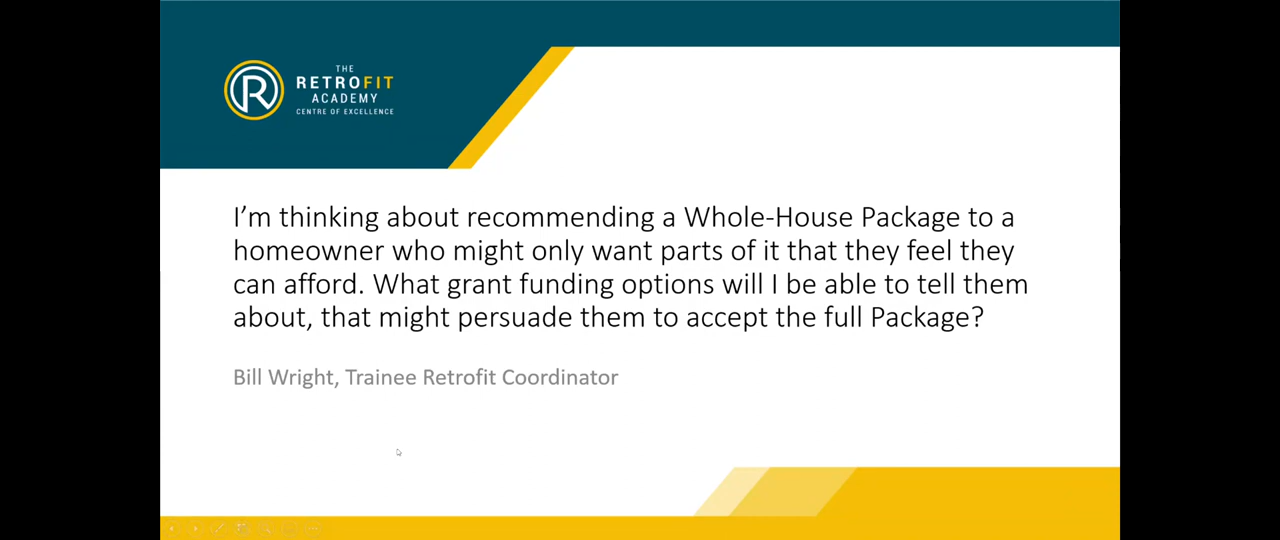 THE
RETROFIT
ACADEMY
CENTRE OF EXCELLENCE
I'm thinking about recommending a Whole-House Package to a
homeowner who might only want parts of it that they feel they
can afford. What grant funding options will I be able to tell them
about, that might persuade them to accept the full Package?
Bill Wright, Trainee Retrofit Coordinator